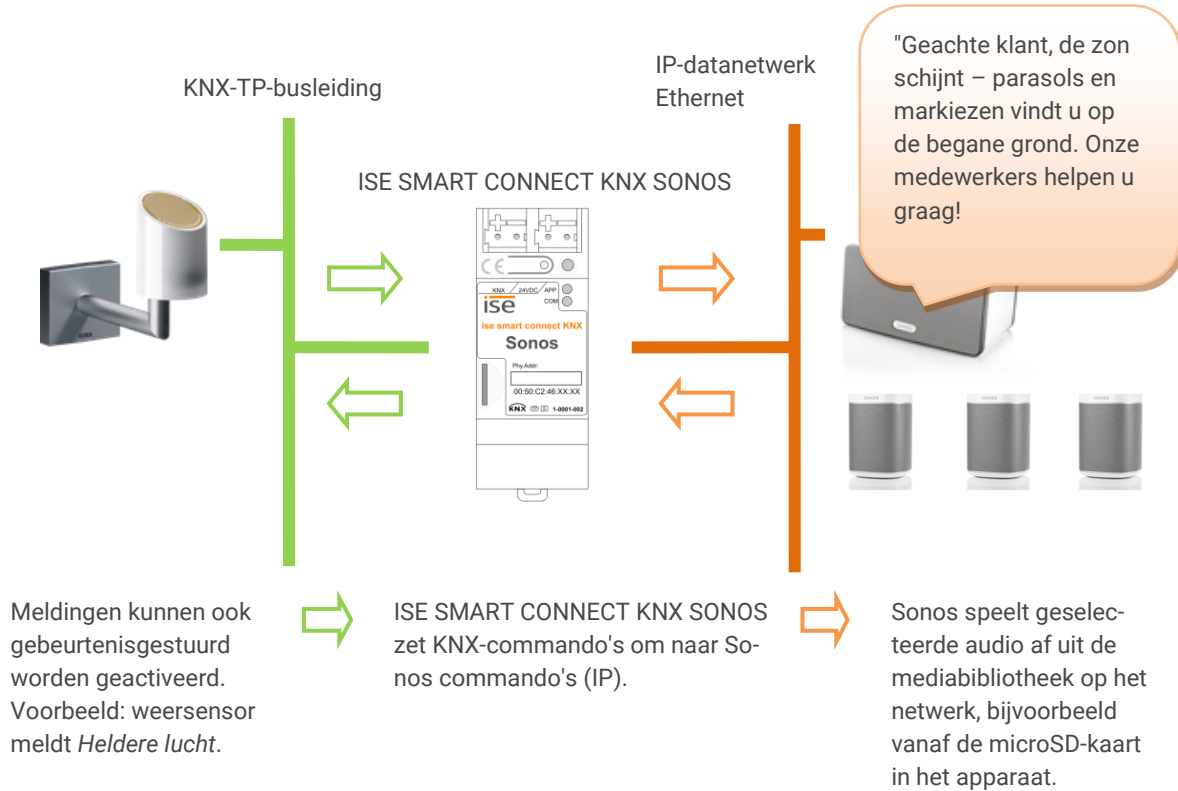 KNX-TP-busleiding
IP-datanetwerk
Ethernet
"Geachte klant, de zon
schijnt – parasols en
markiezen vindt u op
de begane grond. Onze
medewerkers helpen u
graag!
ISE SMART CONNECT KNX SONOS
KNX 24VDC APP
COM
ise
ise smart connect KNX
Sonos
Phy.Addr:
00:50:C2:46:XX:XX
KNX 1-0001-002
SONOS
SONOS
SONOS
Meldingen kunnen ook
gebeurtenisgestuurd
worden geactiveerd.
Voorbeeld: weersensor
meldt Heldere lucht.
ISE SMART CONNECT KNX SONOS
zet KNX-commando's om naar So-
nos commando's (IP).
Sonos speelt geselec-
teerde audio af uit de
mediabibliotheek op het
netwerk, bijvoorbeeld
vanaf de microSD-kaart
in het apparaat.